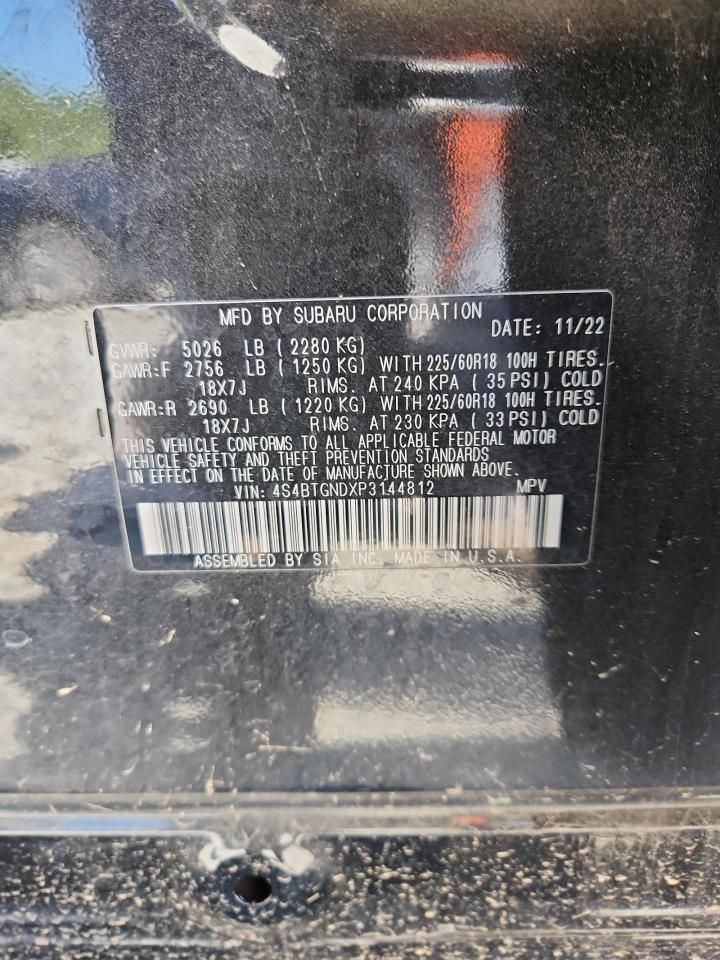 MFD BY SUBARU CORPORATION
DATE: 11/22
GVWR: 5026 LB (2280 KG)
GAWR:F 2756 LB (1250 KG) WITH 225/60R18 100H TIRES.
18X7J RIMS. AT 240 KPA (35 PSI) COLD
GAWR:R 2690 LB (1220 KG) WITH 225/60R18 100H TIRES.
18X7J RIMS. AT 230 KPA (33 PSI) COLD
THIS VEHICLE CONFORMS TO ALL APPLICABLE FEDERAL MOTOR
VEHICLE SAFETY AND THEFT PREVENTION STANDARDS
IN EFFECT ON THE DATE OF MANUFACTURE SHOWN ABOVE.
VIN: 4S4BTGNDXP3144812 MPV
ASSEMBLED BY SIA INC. MADE IN U.S.A.